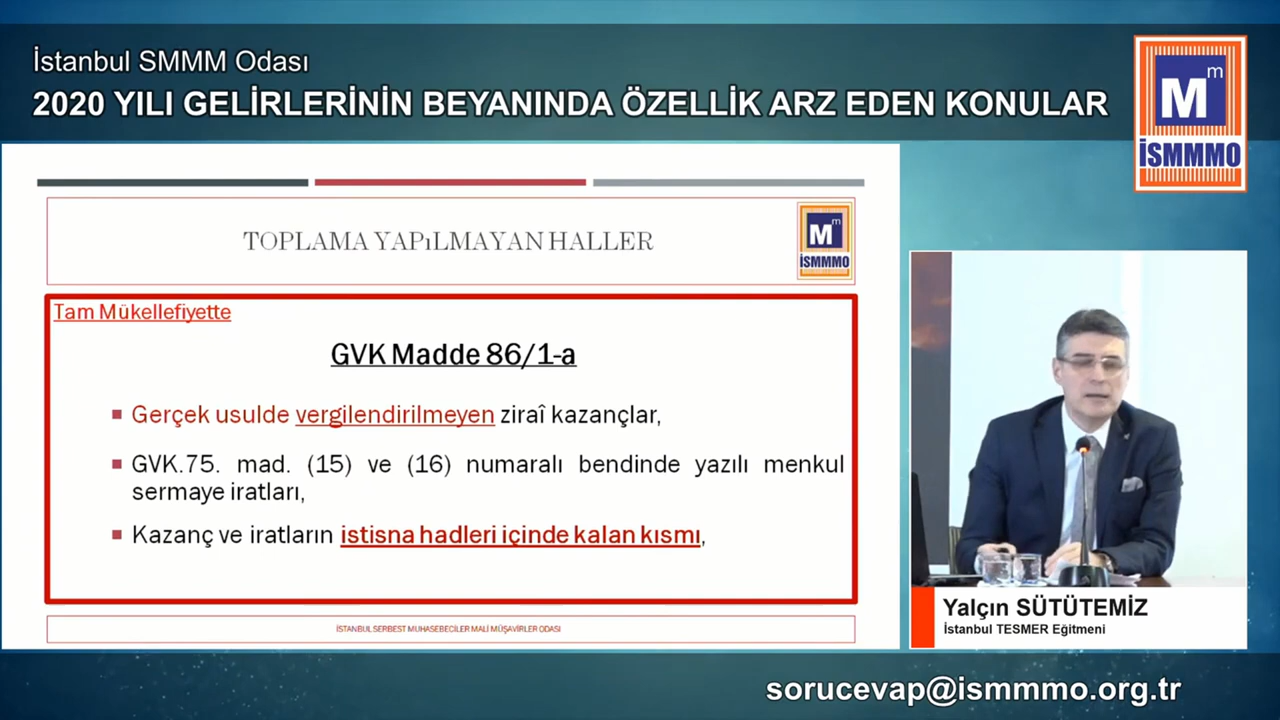 İstanbul SMMM Odası
2020 YILI GELİRLERİNİN BEYANINDA ÖZELLİK ARZ EDEN KONULAR
Mm
İSMMMO
TOPLAMA YAPıLMAYAN HALLER
Mm
İSMMMO
Tam Mükellefiyette
GVK Madde 86/1-a
Gerçek usulde vergilendirilmeyen ziraî kazançlar,
GVK.75. mad. (15) ve (16) numaralı bendinde yazılı menkul
sermaye iratları,
Kazanç ve iratların istisna hadleri içinde kalan kısmı,
İSTANBUL SERBEST MUHASEBECİLER MALİ MÜŞAVİRLER ODASI
Yalçın SÜTÜTEMİZ
İstanbul TESMER Eğitmeni
sorucevap@ismmmo.org.tr